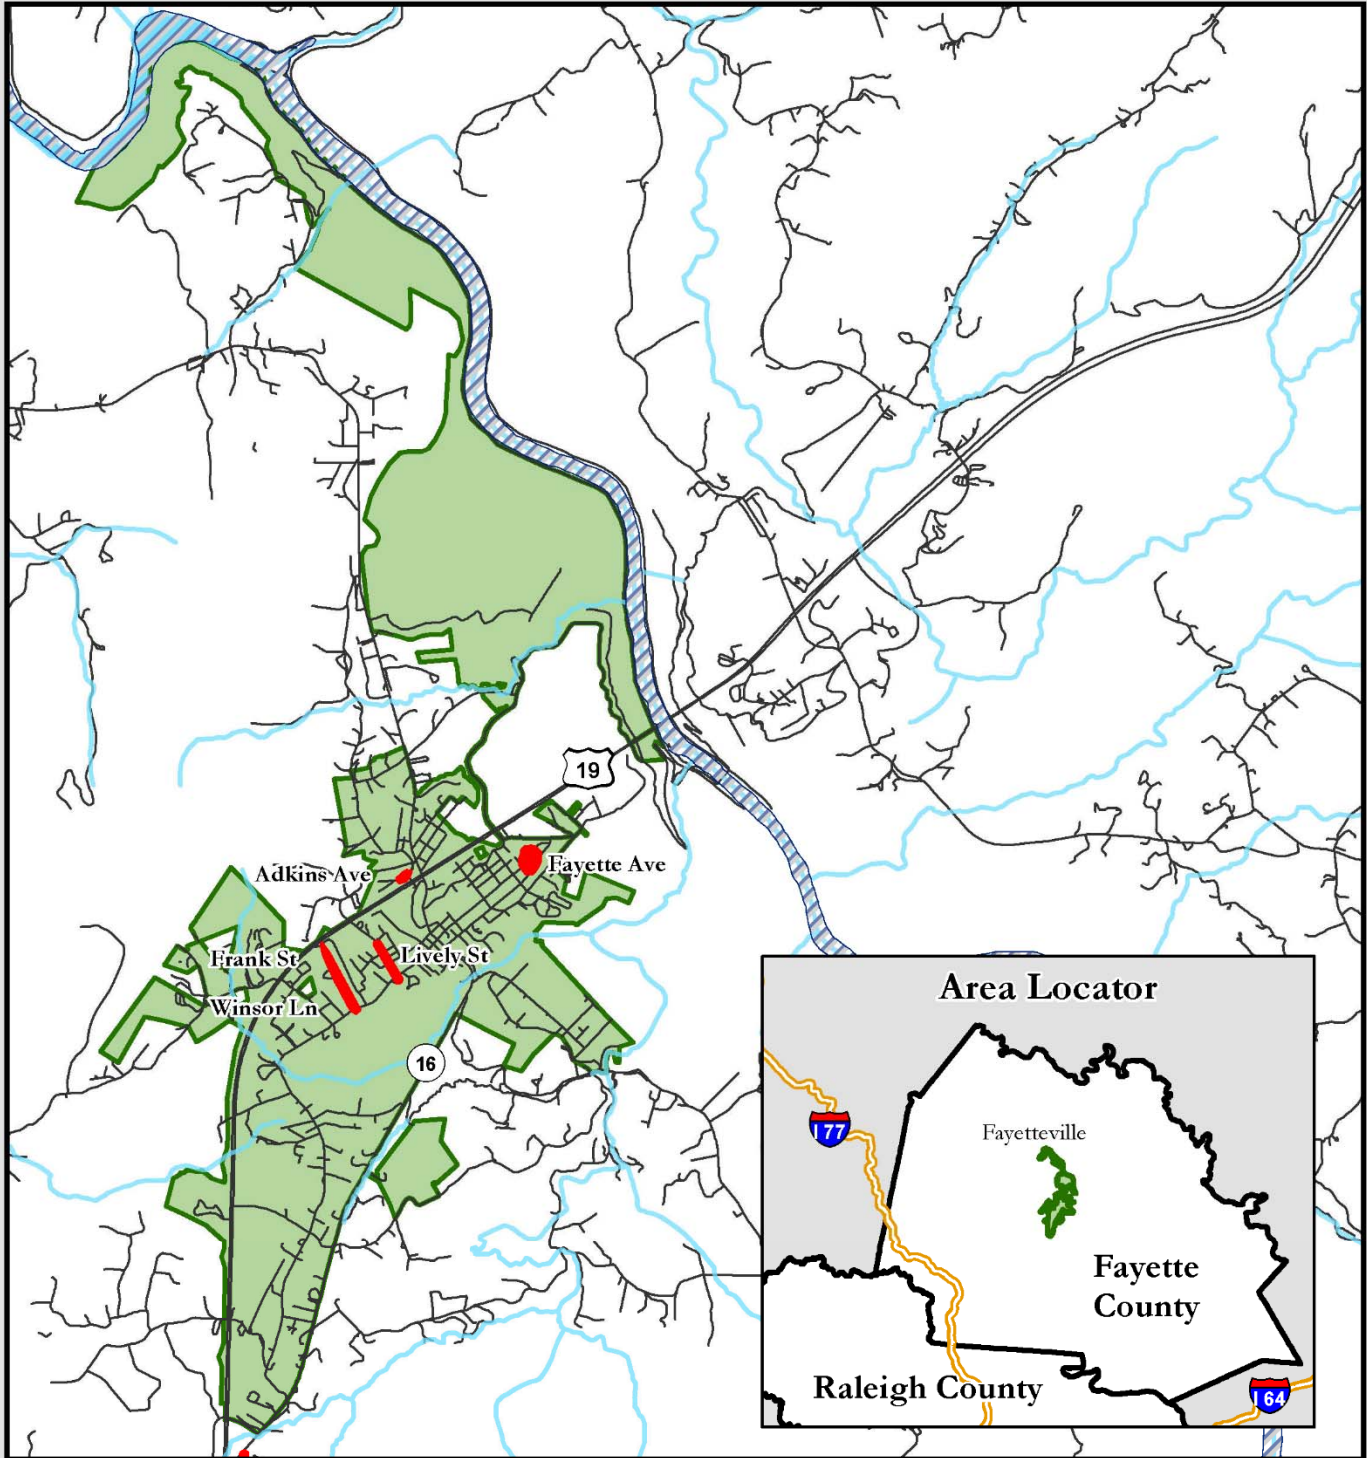 19
Adkins Ave
Fayette Ave
Frank St
Lively St
Winsor Ln
16
Area Locator
I 77
Fayetteville
Fayette
County
Raleigh County
I 64